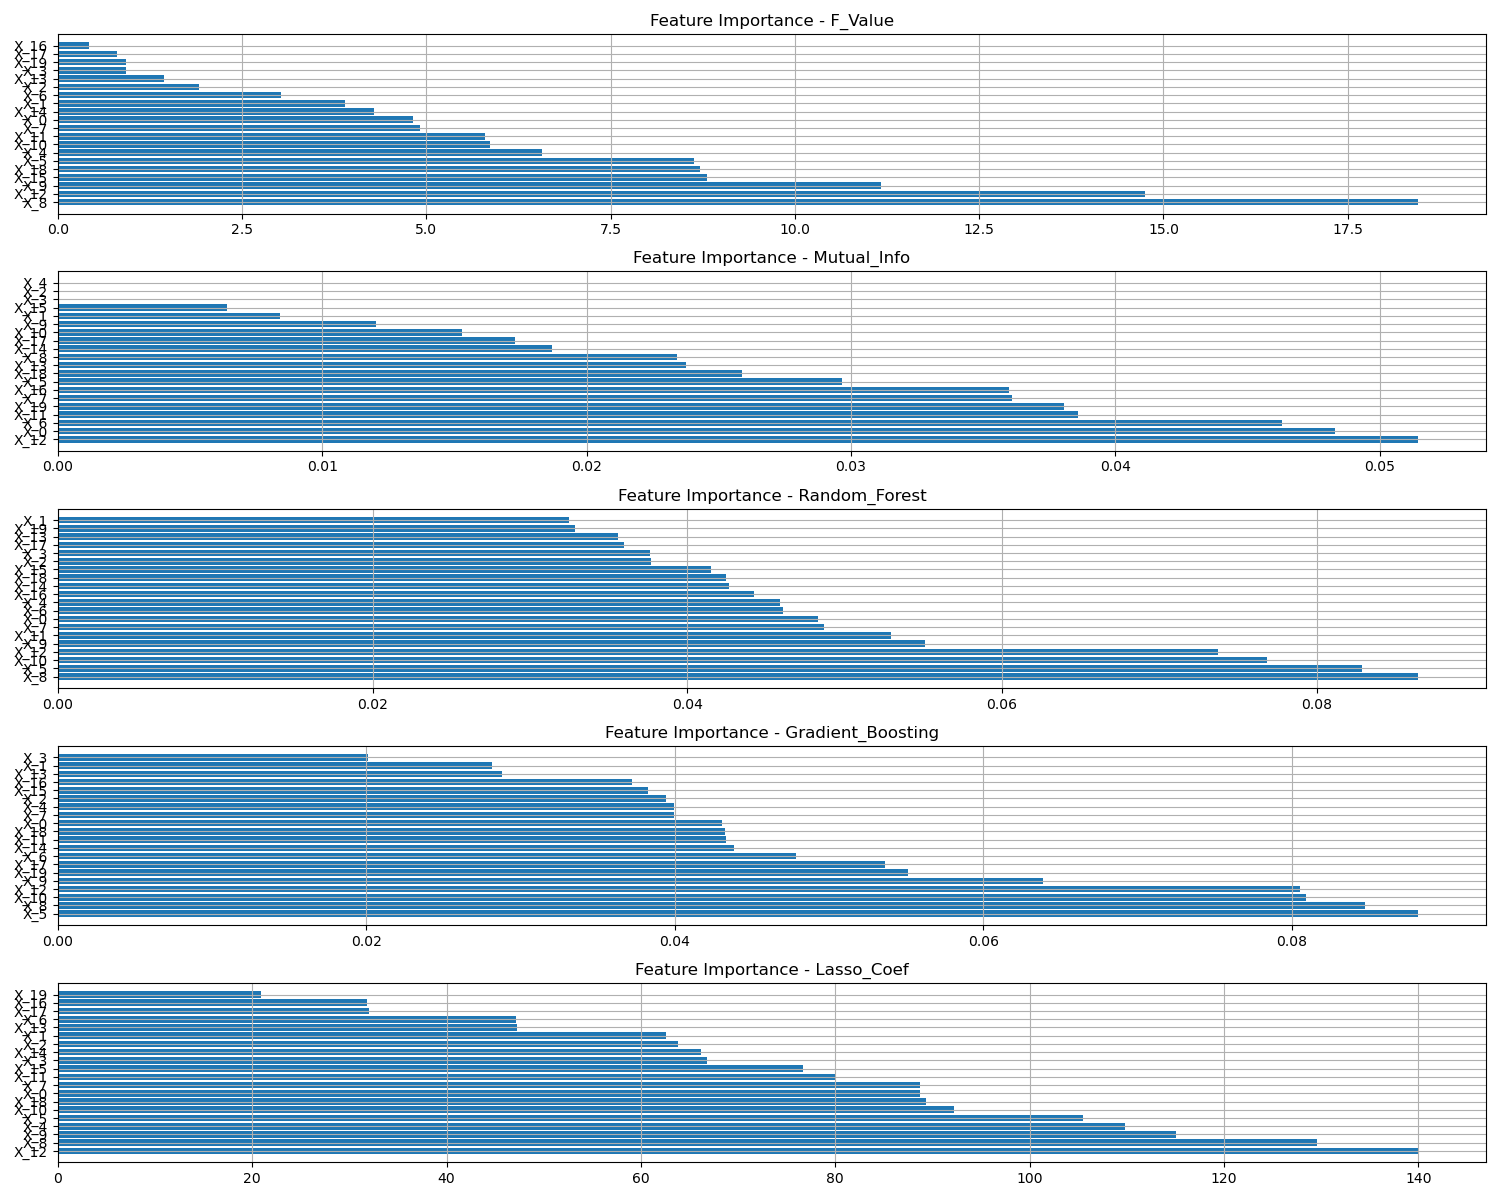 Feature Importance - F_Value
X_16
X_17
X_19
X_3
X_13
X_2
X_6
X_1
X_14
X_0
X_7
X_11
X_10
X_4
X_5
X_18
X_15
X_9
X_12
X_8
0.0 2.5 5.0 7.5 10.0 12.5 15.0 17.5
Feature Importance - Mutual_Info
X_4
X_2
X_3
X_15
X_1
X_9
X_10
X_17
X_14
X_8
X_13
X_18
X_5
X_16
X_7
X_19
X_11
X_6
X_0
X_12
0.00 0.01 0.02 0.03 0.04 0.05
Feature Importance - Random_Forest
X_1
X_19
X_13
X_17
X_3
X_2
X_15
X_18
X_14
X_16
X_4
X_6
X_0
X_7
X_11
X_9
X_12
X_10
X_5
X_8
0.00 0.02 0.04 0.06 0.08
Feature Importance - Gradient_Boosting
X_3
X_1
X_13
X_16
X_15
X_2
X_4
X_7
X_0
X_18
X_11
X_14
X_6
X_17
X_19
X_9
X_12
X_10
X_8
X_5
0.00 0.02 0.04 0.06 0.08
Feature Importance - Lasso_Coef
X_19
X_16
X_17
X_6
X_13
X_1
X_2
X_14
X_3
X_15
X_11
X_7
X_0
X_18
X_10
X_5
X_4
X_9
X_8
X_12
0 20 40 60 80 100 120 140